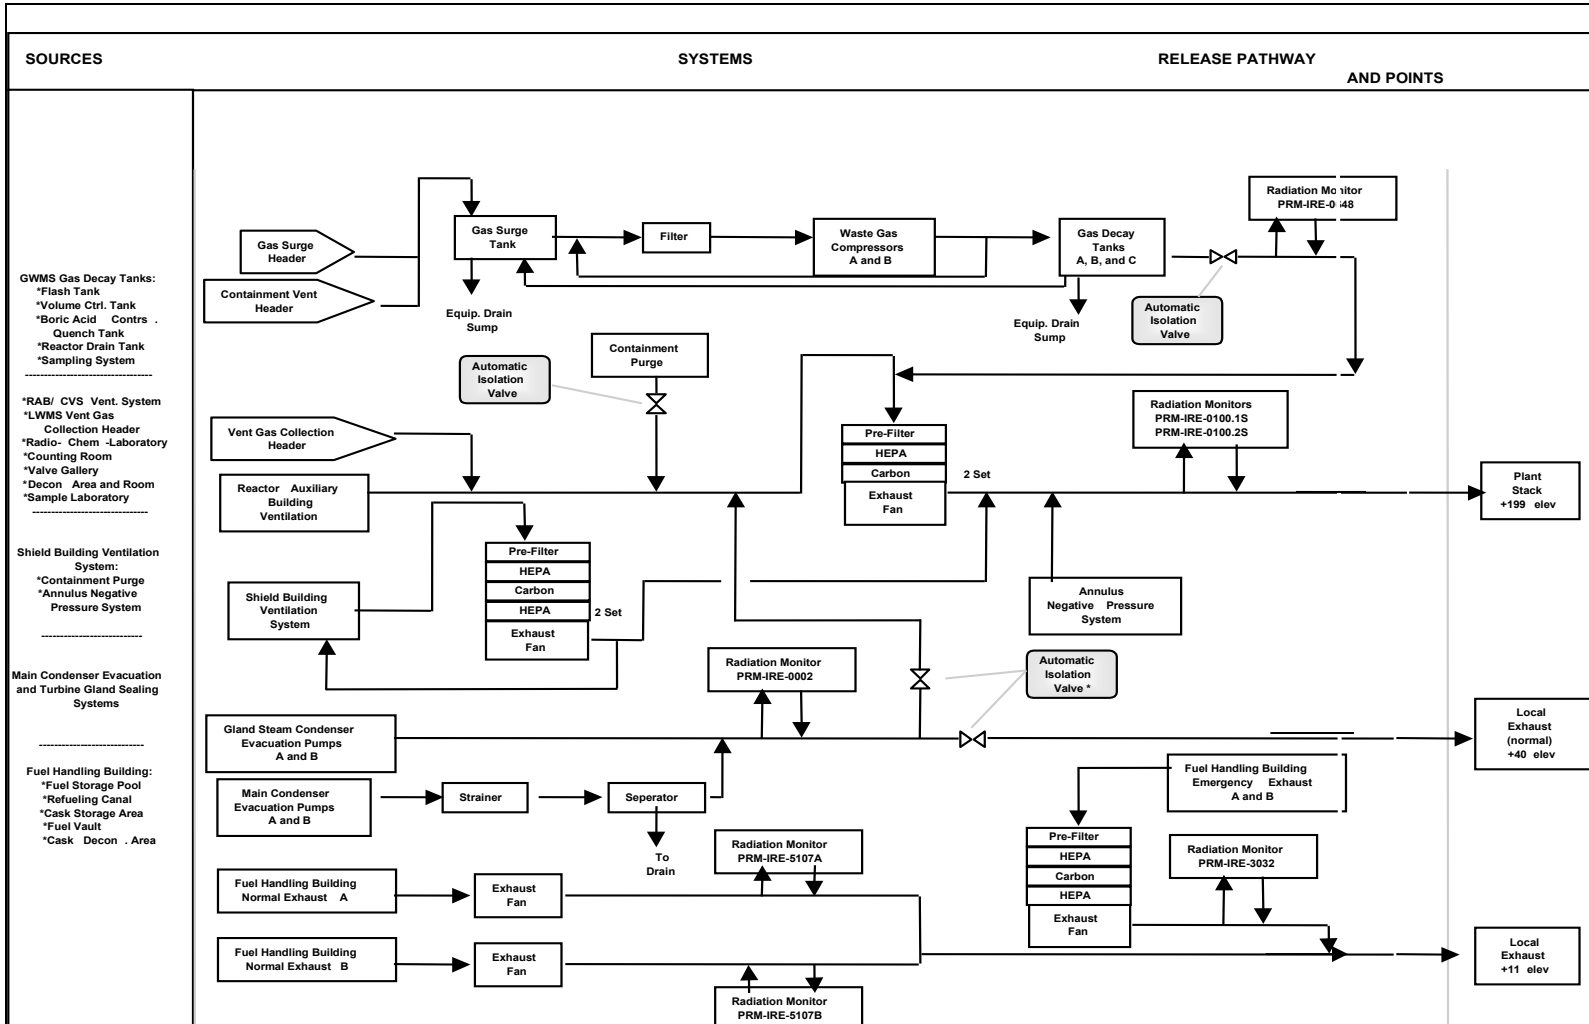 SOURCES
SYSTEMS
RELEASE PATHWAY
AND POINTS
GWMS Gas Decay Tanks:
*Flash Tank
*Volume Ctrl. Tank
*Boric Acid Contrs .
Quench Tank
*Reactor Drain Tank
*Sampling System
----------------------------------
*RAB/ CVS Vent. System
*LWMS Vent Gas
Collection Header
*Radio- Chem -Laboratory
*Counting Room
*Valve Gallery
*Decon Area and Room
*Sample Laboratory
-------------------------------
Shield Building Ventilation
System:
*Containment Purge
*Annulus Negative
Pressure System
---------------------------
Main Condenser Evacuation
and Turbine Gland Sealing
Systems
----------------------------
Fuel Handling Building:
*Fuel Storage Pool
*Refueling Canal
*Cask Storage Area
*Fuel Vault
*Cask Decon . Area
Gas Surge
Header
Containment Vent
Header
Gas Surge
Tank
Equip. Drain
Sump
Filter
Waste Gas
Compressors
A and B
Gas Decay
Tanks
A, B, and C
Equip. Drain
Sump
Automatic
Isolation
Valve
Radiation Monitor
PRM-IRE-0648
Automatic
Isolation
Valve
Containment
Purge
Vent Gas Collection
Header
Reactor Auxiliary
Building
Ventilation
Pre-Filter
HEPA
Carbon
Exhaust
Fan
2 Set
Radiation Monitors
PRM-IRE-0100.1S
PRM-IRE-0100.2S
Plant
Stack
+199 elev
Shield Building
Ventilation
System
Pre-Filter
HEPA
Carbon
HEPA
Exhaust
Fan
2 Set
Annulus
Negative Pressure
System
Radiation Monitor
PRM-IRE-0002
Automatic
Isolation
Valve *
Gland Steam Condenser
Evacuation Pumps
A and B
Local
Exhaust
(normal)
+40 elev
Main Condenser
Evacuation Pumps
A and B
Strainer
Seperator
To
Drain
Fuel Handling Building
Emergency Exhaust
A and B
Pre-Filter
HEPA
Carbon
HEPA
Exhaust
Fan
Radiation Monitor
PRM-IRE-3032
Radiation Monitor
PRM-IRE-5107A
Fuel Handling Building
Normal Exhaust A
Exhaust
Fan
Fuel Handling Building
Normal Exhaust B
Exhaust
Fan
Radiation Monitor
PRM-IRE-5107B
Local
Exhaust
+11 elev